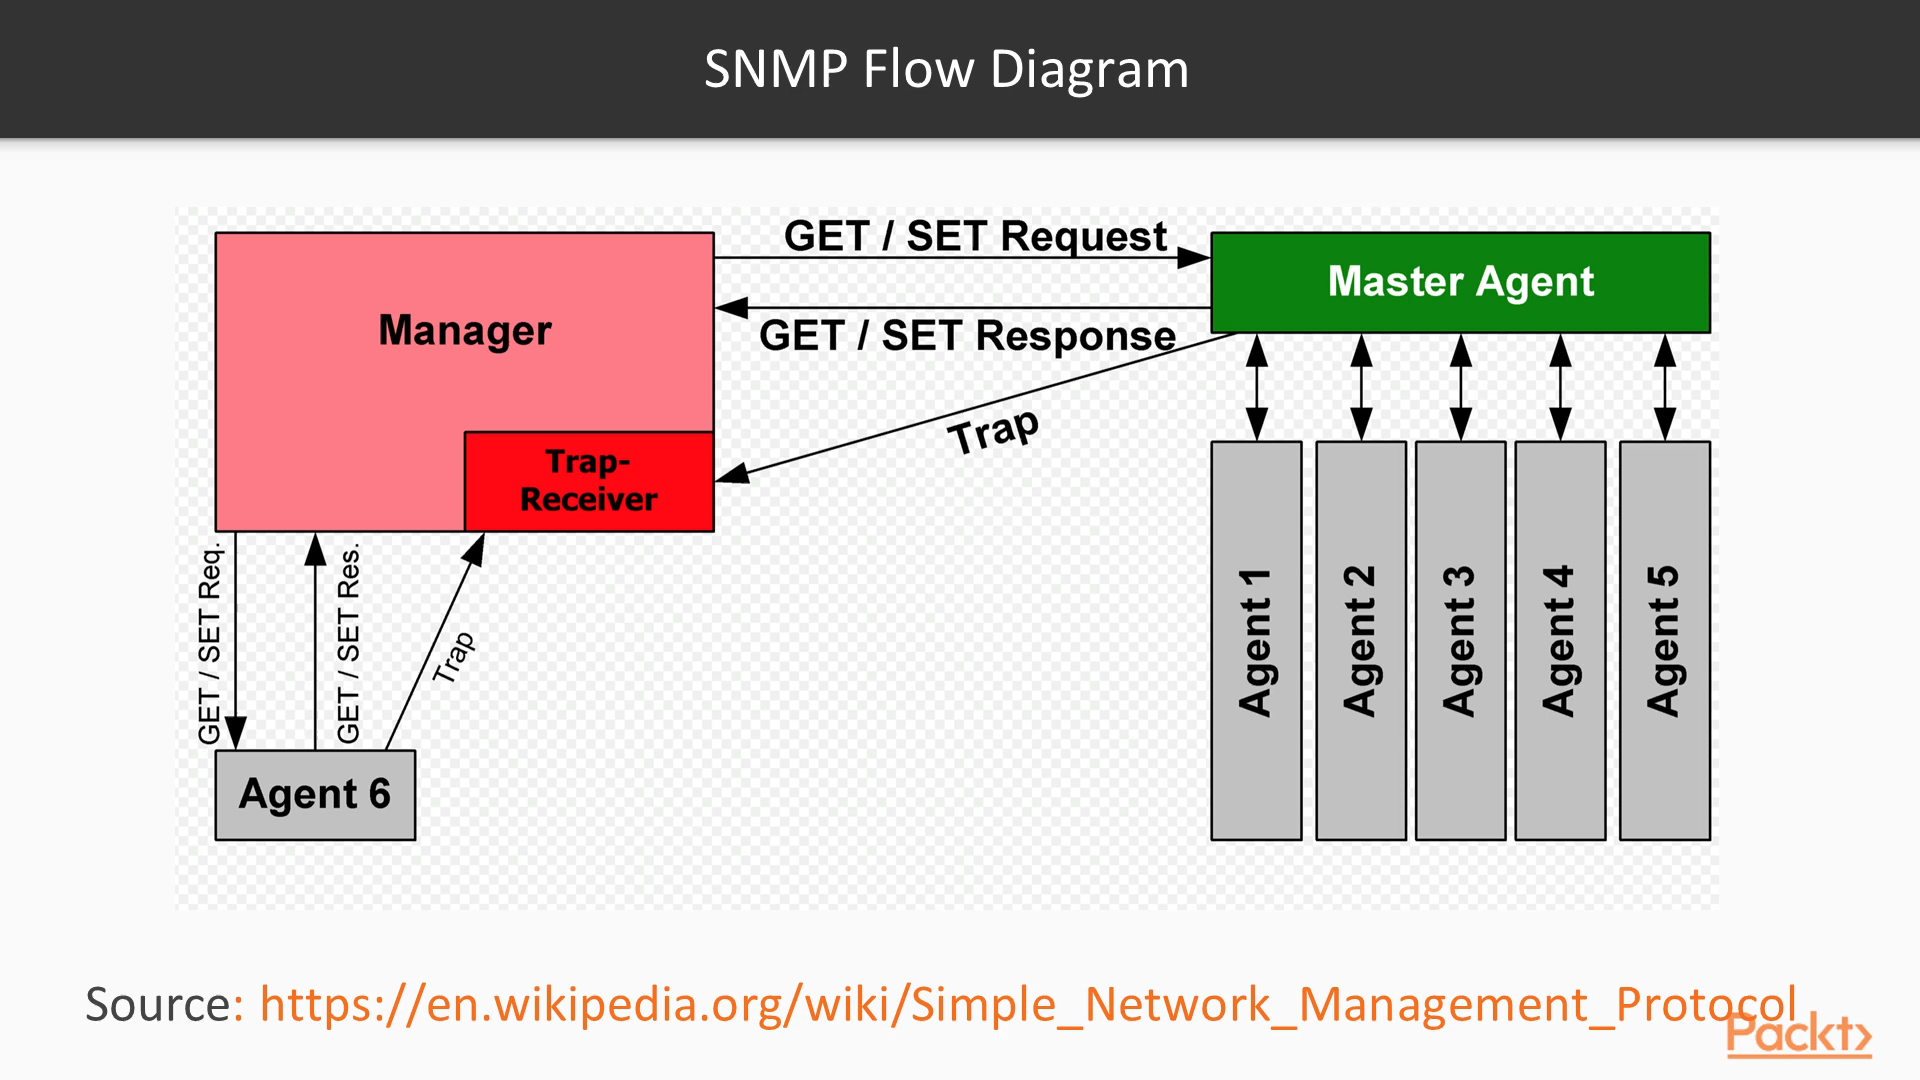 SNMP Flow Diagram
GET / SET Request
Manager
Master Agent
GET / SET Response
Trap
Trap-
Receiver
GET / SET Req.
GET / SET Res.
Trap
Agent 1
Agent 2
Agent 3
Agent 4
Agent 5
Agent 6
Source: https://en.wikipedia.org/wiki/Simple_Network_Management_Protocol
Packt>